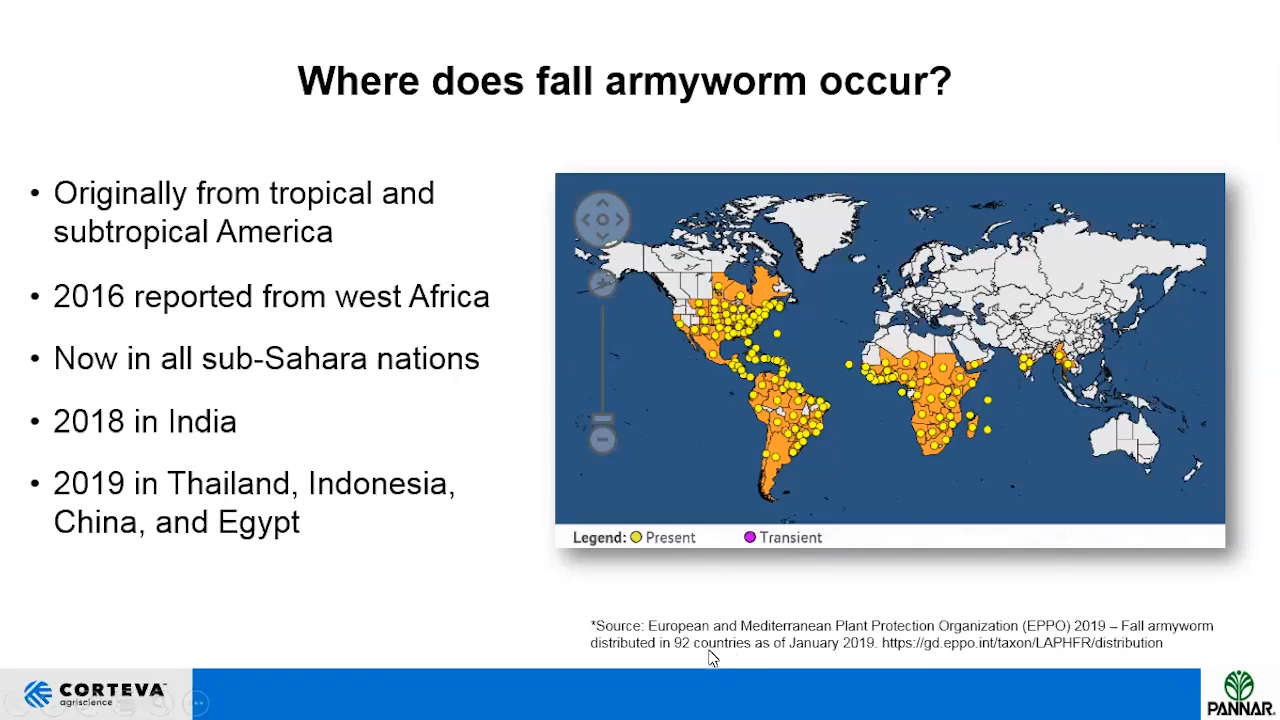 Where does fall armyworm occur?
• Originally from tropical and
subtropical America
• 2016 reported from west Africa
• Now in all sub-Sahara nations
• 2018 in India
• 2019 in Thailand, Indonesia,
China, and Egypt
Legend: Present Transient
*Source: European and Mediterranean Plant Protection Organization (EPPO) 2019 – Fall armyworm
distributed in 92 countries as of January 2019. https://gd.eppo.int/taxon/LAPHFR/distribution
CORTEVA™
agriscience
PANNAR®